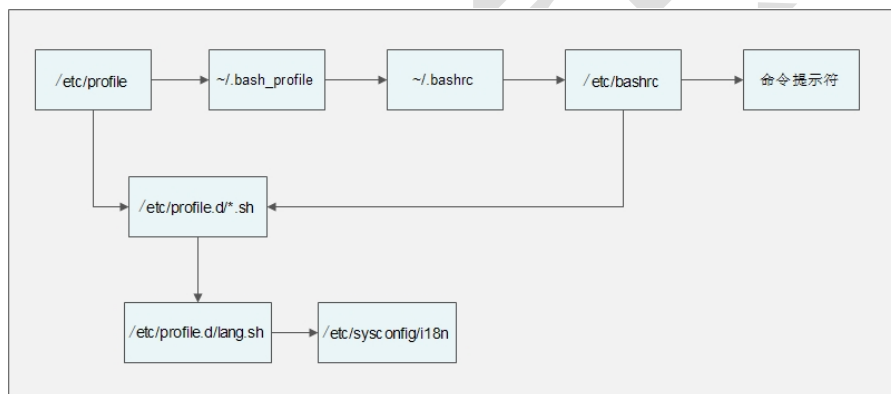 /etc/profile
~/.bash_profile
~/.bashrc
/etc/bashrc
命令提示符
/etc/profile.d/*.sh
/etc/profile.d/lang.sh
/etc/sysconfig/i18n